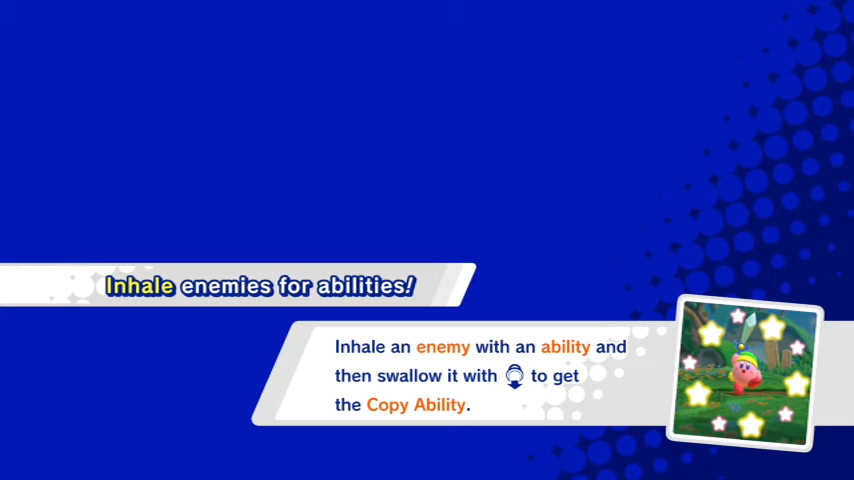 Inhale enemies for abilities!
Inhale an enemy with an ability and
then swallow it with to get
the Copy Ability.